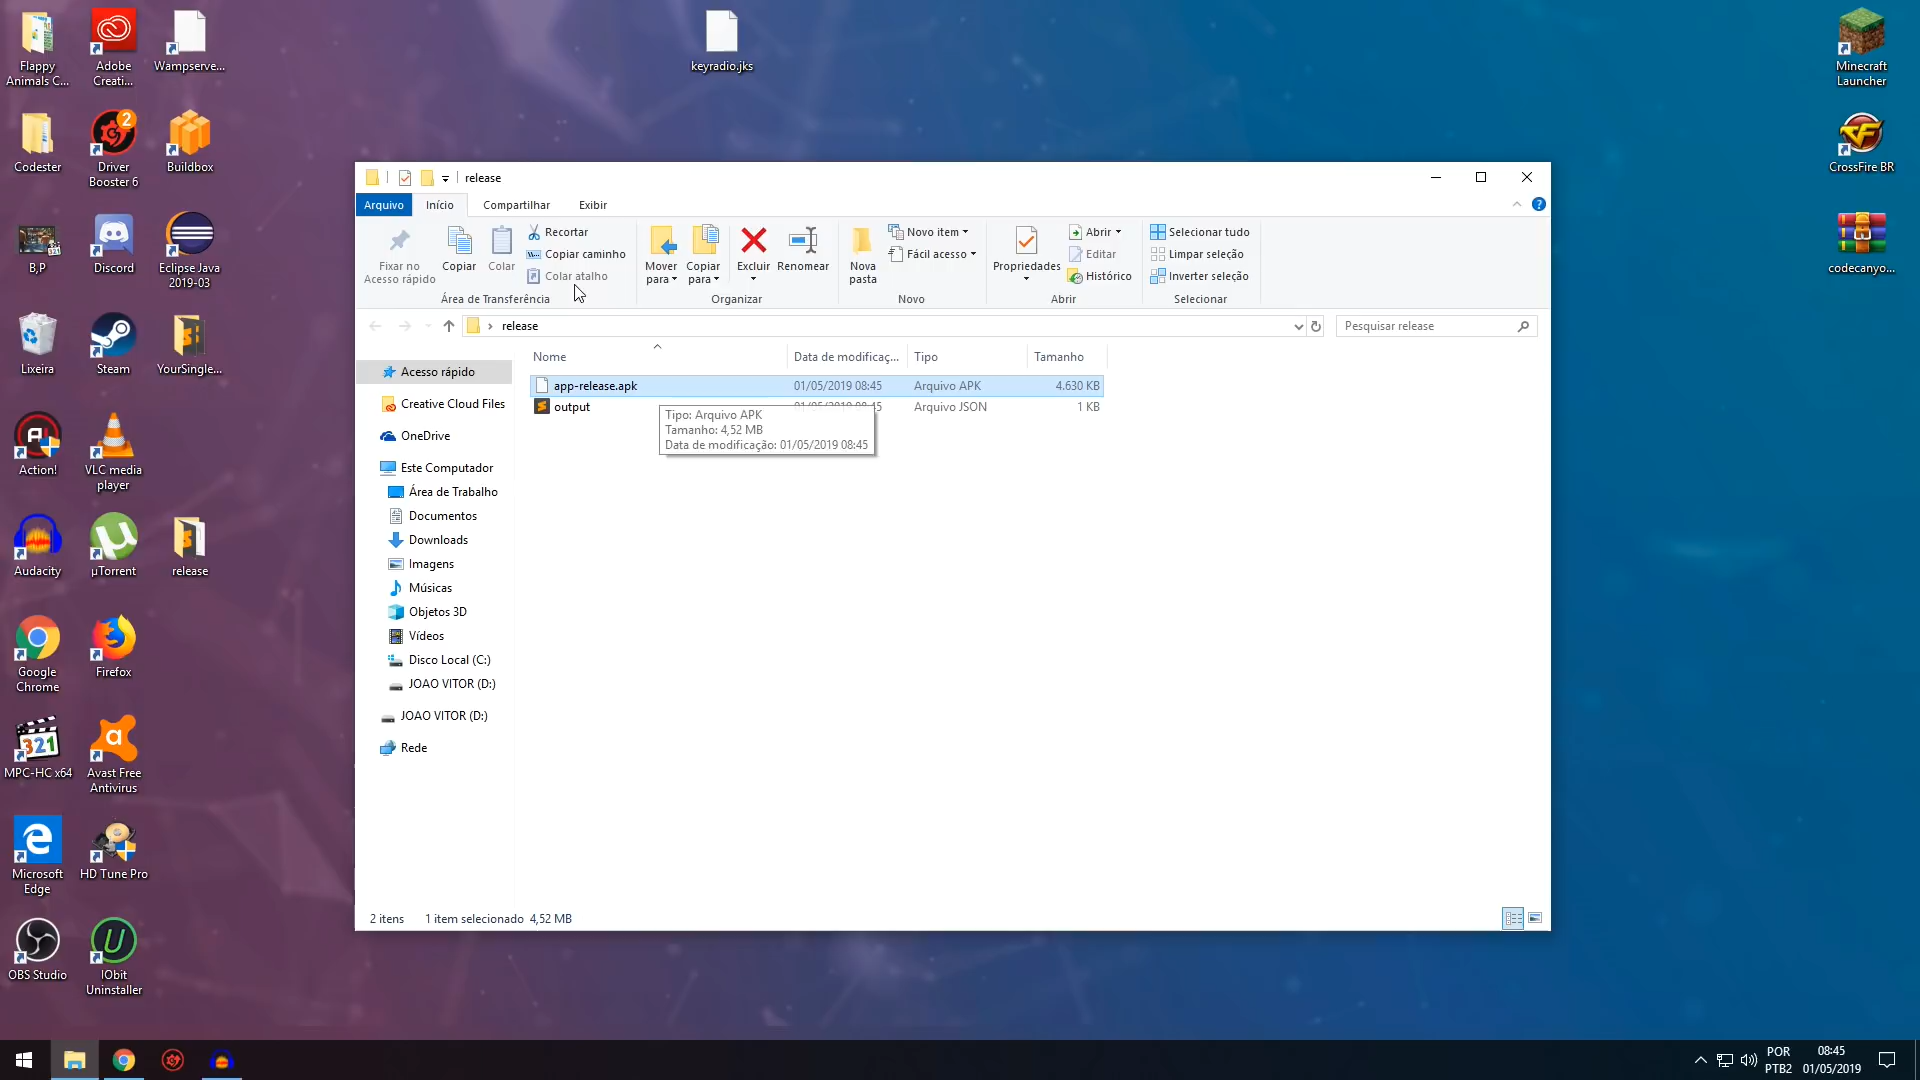 Flappy
Animals C...
Adobe
Creati...
Wampserve...
keyradio.jks
Minecraft
Launcher
Codester
2
Driver
Booster 6
Buildbox
CrossFire BR
B,P
Discord
Eclipse Java
2019-03
codecanyo...
Lixeira
Steam
YourSingle...
Action!
VLC media
player
Audacity
µTorrent
release
Google
Chrome
Firefox
321
MPC-HC x64
Avast Free
Antivirus
Microsoft
Edge
HD Tune Pro
OBS Studio
IObit
Uninstaller
release
Arquivo
Início
Compartilhar
Exibir
Fixar no
Acesso rápido
Copiar
Colar
Recortar
Copiar caminho
Colar atalho
Área de Transferência
Mover
para
Copiar
para
Excluir
Renomear
Organizar
Nova
pasta
Novo item
Fácil acesso
Novo
Propriedades
Abrir
Editar
Histórico
Abrir
Selecionar tudo
Limpar seleção
Inverter seleção
Selecionar
release
Pesquisar release
Nome
Data de modificaç...
Tipo
Tamanho
app-release.apk
01/05/2019 08:45
Arquivo APK
4.630 KB
output
01/05/2019 08:45
Arquivo JSON
1 KB
Tipo: Arquivo APK
Tamanho: 4,52 MB
Data de modificação: 01/05/2019 08:45
Acesso rápido
Creative Cloud Files
OneDrive
Este Computador
Área de Trabalho
Documentos
Downloads
Imagens
Músicas
Objetos 3D
Vídeos
Disco Local (C:)
JOAO VITOR (D:)
JOAO VITOR (D:)
Rede
2 itens
1 item selecionado 4,52 MB
POR
PTB2
08:45
01/05/2019